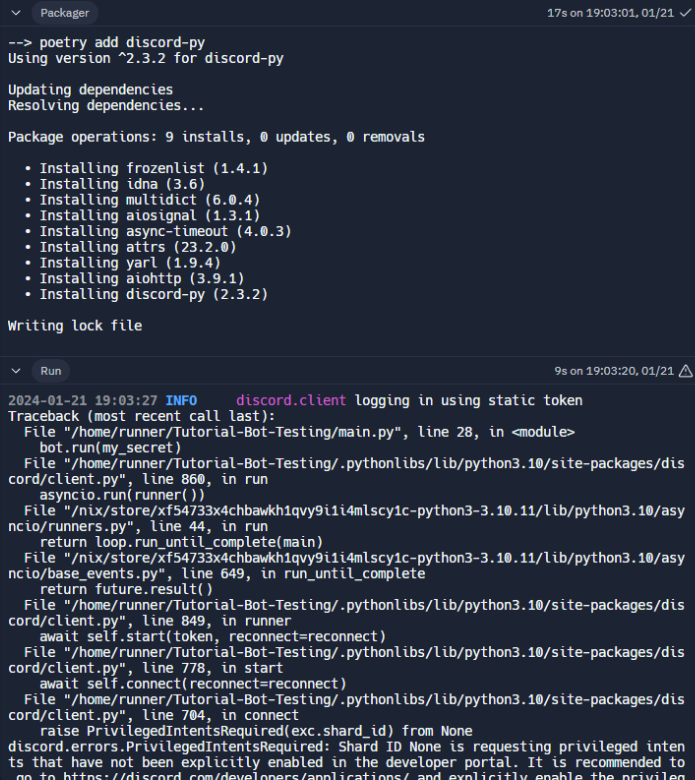 Packager
17s on 19:03:01, 01/21
--> poetry add discord-py
Using version ^2.3.2 for discord-py
Updating dependencies
Resolving dependencies...
Package operations: 9 installs, 0 updates, 0 removals
• Installing frozenlist (1.4.1)
• Installing idna (3.6)
• Installing multidict (6.0.4)
• Installing aiosignal (1.3.1)
• Installing async-timeout (4.0.3)
• Installing attrs (23.2.0)
• Installing yarl (1.9.4)
• Installing aiohttp (3.9.1)
• Installing discord-py (2.3.2)
Writing lock file
Run
9s on 19:03:20, 01/21
2024-01-21 19:03:27 INFO     discord.client logging in using static token
Traceback (most recent call last):
  File "/home/runner/Tutorial-Bot-Testing/main.py", line 28, in <module>
    bot.run(my_secret)
  File "/home/runner/Tutorial-Bot-Testing/.pythonlibs/lib/python3.10/site-packages/dis
cord/client.py", line 860, in run
    asyncio.run(runner())
  File "/nix/store/xf54733x4chbawkh1qvy9i1i4mlscy1c-python3-3.10.11/lib/python3.10/asy
ncio/runners.py", line 44, in run
    return loop.run_until_complete(main)
  File "/nix/store/xf54733x4chbawkh1qvy9i1i4mlscy1c-python3-3.10.11/lib/python3.10/asy
ncio/base_events.py", line 649, in run_until_complete
    return future.result()
  File "/home/runner/Tutorial-Bot-Testing/.pythonlibs/lib/python3.10/site-packages/dis
cord/client.py", line 849, in runner
    await self.start(token, reconnect=reconnect)
  File "/home/runner/Tutorial-Bot-Testing/.pythonlibs/lib/python3.10/site-packages/dis
cord/client.py", line 778, in start
    await self.connect(reconnect=reconnect)
  File "/home/runner/Tutorial-Bot-Testing/.pythonlibs/lib/python3.10/site-packages/dis
cord/client.py", line 704, in connect
    raise PrivilegedIntentsRequired(exc.shard_id) from None
discord.errors.PrivilegedIntentsRequired: Shard ID None is requesting privileged inten
ts that have not been explicitly enabled in the developer portal. It is recommended to
 go to https://discord.com/developers/applications/ and explicitly enable the privileg